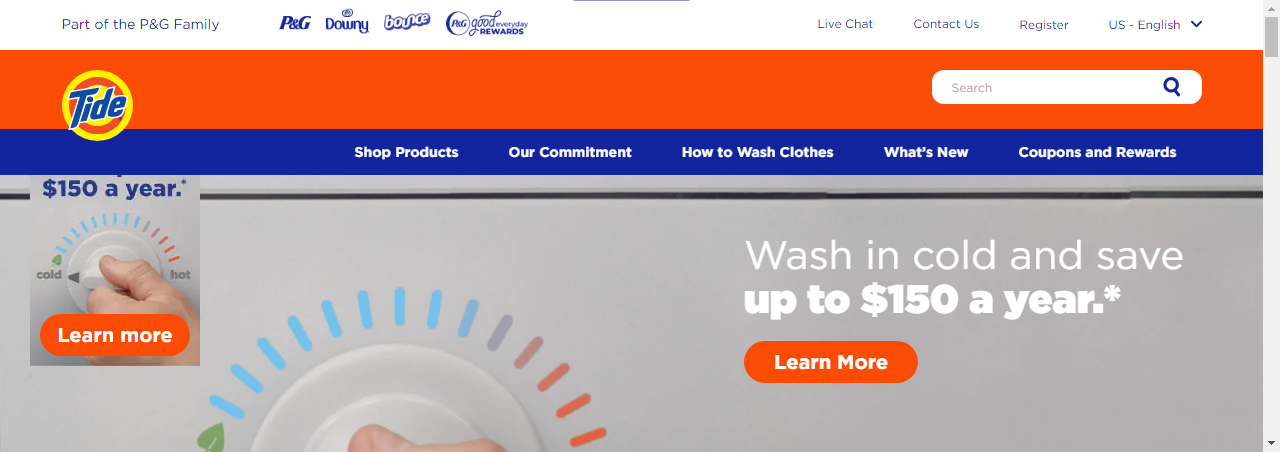 Part of the P&G Family
P&G
Downy
bounce
P&G good everyday
REWARDS
Live Chat
Contact Us
Register
US - English
Tide
Search
Shop Products
Our Commitment
How to Wash Clothes
What's New
Coupons and Rewards
$150 a year.*
cold
hot
Learn more
Wash in cold and save
up to $150 a year.*
Learn More